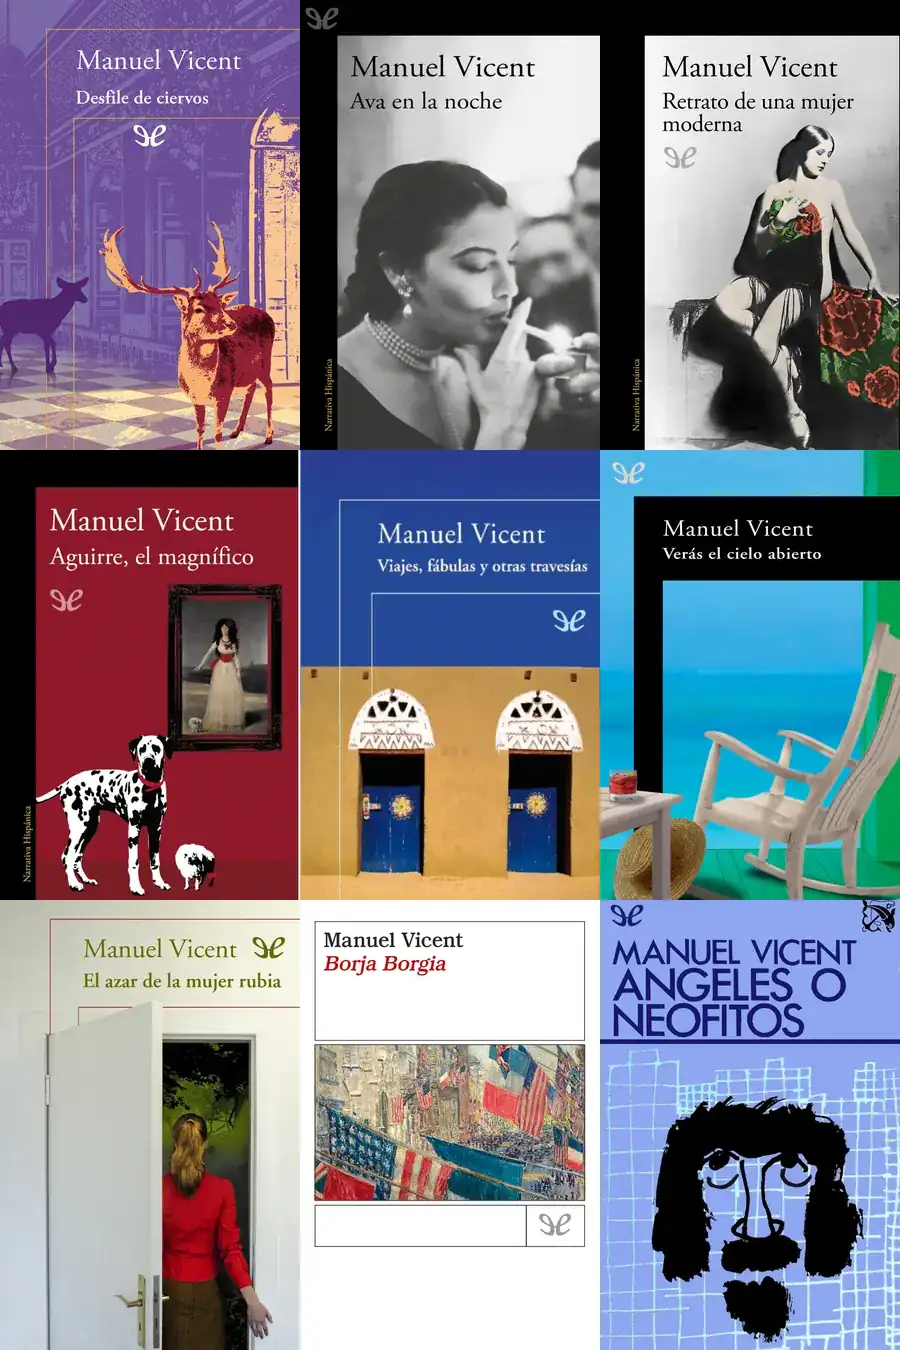 Manuel Vicent
Desfile de ciervos
Manuel Vicent
Ava en la noche
Narrativa Hispánica
Manuel Vicent
Retrato de una mujer
moderna
Narrativa Hispánica
Manuel Vicent
Aguirre, el magnífico
Narrativa Hispánica
Manuel Vicent
Viajes, fábulas y otras travesías
Manuel Vicent
Verás el cielo abierto
Manuel Vicent
El azar de la mujer rubia
Manuel Vicent
Borja Borgia
MANUEL VICENT
ANGELES O
NEOFITOS